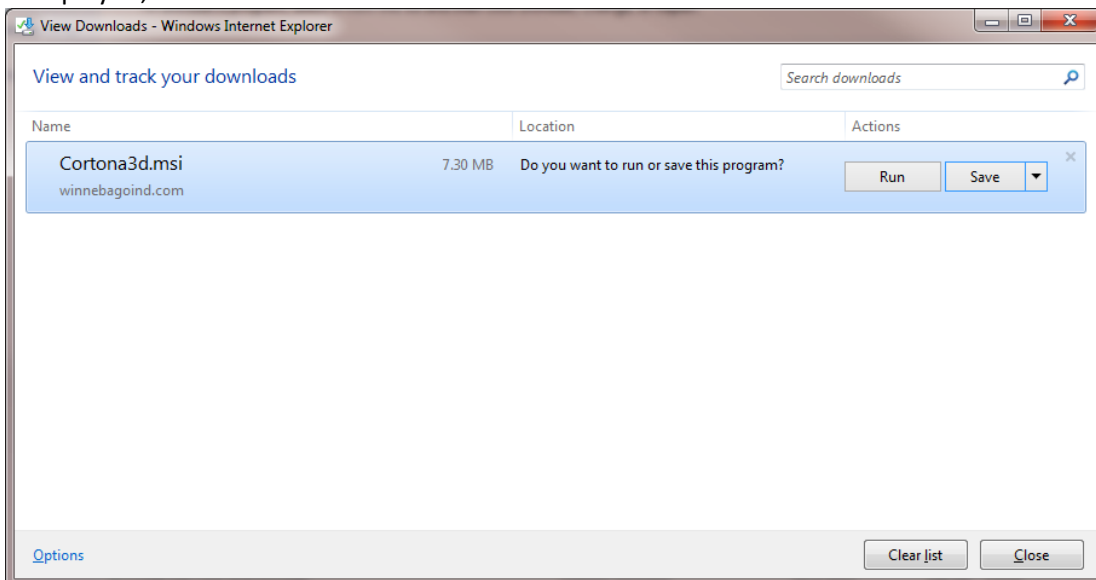 View Downloads - Windows Internet Explorer
View and track your downloads
Search downloads
Name Location Actions
Cortona3d.msi 7.30 MB Do you want to run or save this program? Run Save
winnebagoind.com
Options Clear list Close